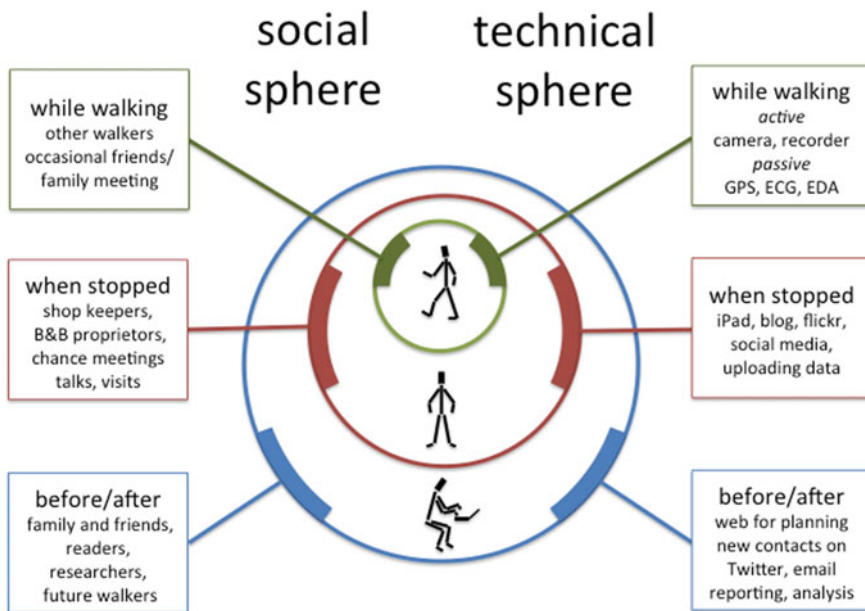 social
sphere
technical
sphere
while walking
other walkers
occasional friends/
family meeting
while walking
active
camera, recorder
passive
GPS, ECG, EDA
when stopped
shop keepers,
B&B proprietors,
chance meetings
talks, visits
when stopped
iPad, blog, flickr,
social media,
uploading data
before/after
family and friends,
readers,
researchers,
future walkers
before/after
web for planning
new contacts on
Twitter, email
reporting, analysis